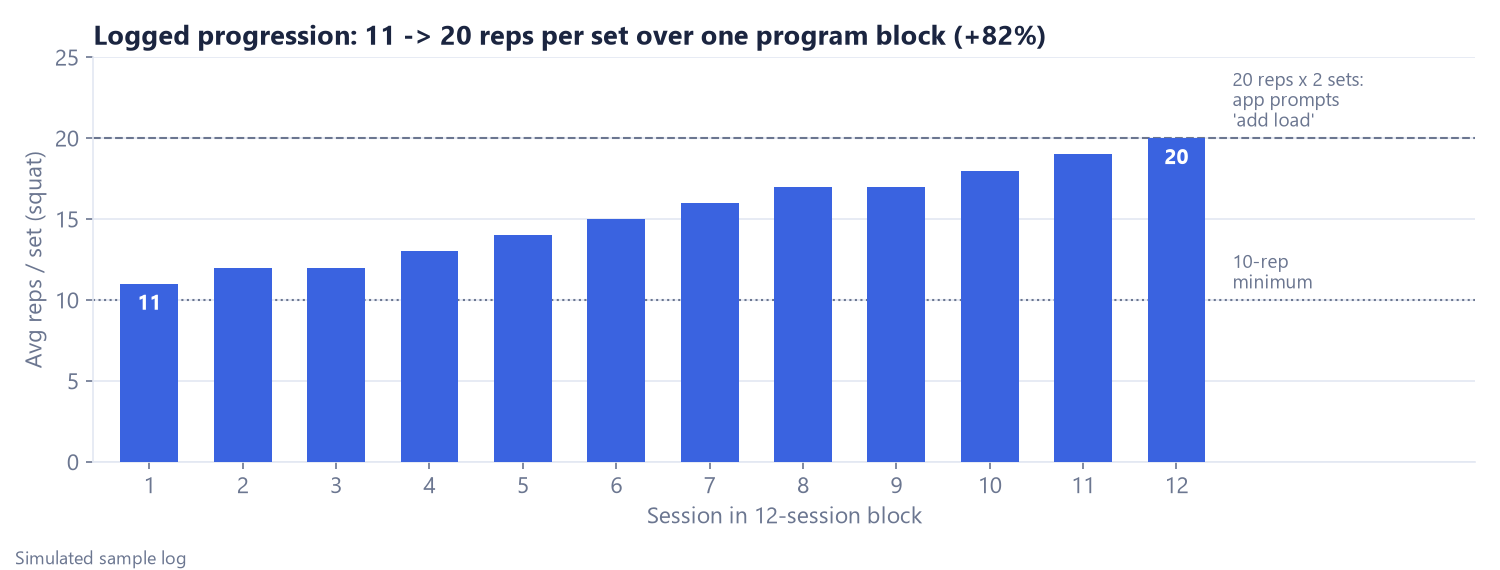 Logged progression: 11 -> 20 reps per set over one program block (+82%)
25
20 reps x 2 sets:
app prompts
'add load'
20
20
15
10-rep
minimum
11
10
5
0
Avg reps / set (squat)
1 2 3 4 5 6 7 8 9 10 11 12
Session in 12-session block
Simulated sample log